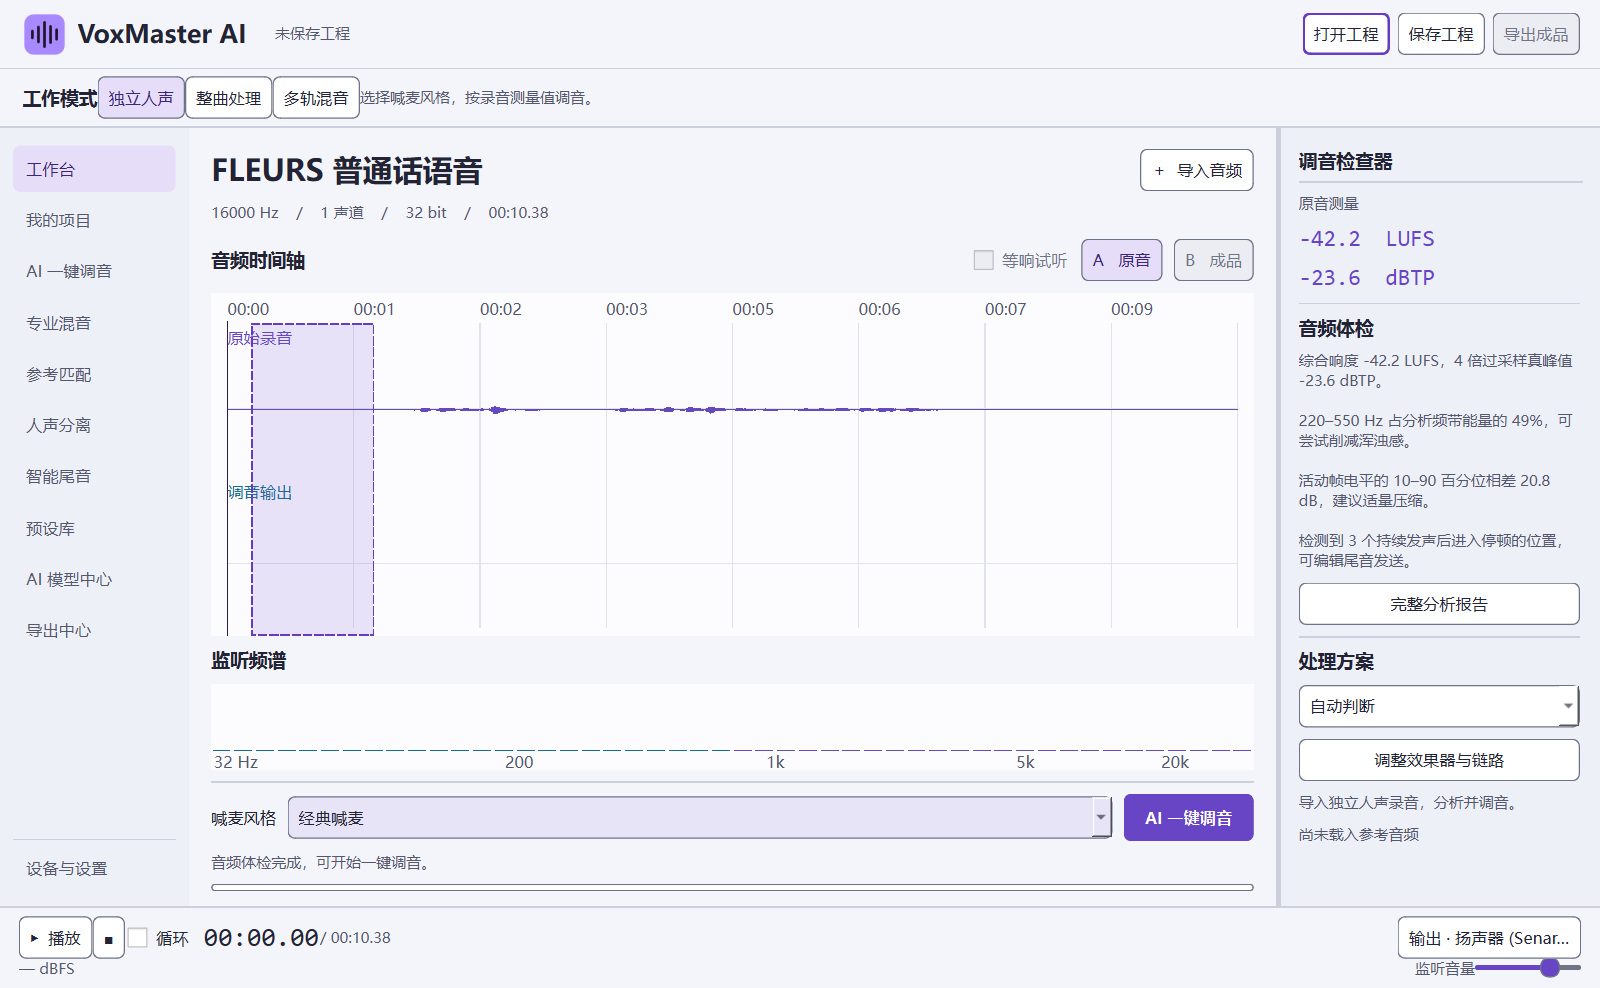 VoxMaster AI 未保存工程 打开工程 保存工程 导出成品
工作模式 独立人声 整曲处理 多轨混音 选择喊麦风格，按录音测量值调音。
工作台
我的项目
AI 一键调音
专业混音
参考匹配
人声分离
智能尾音
预设库
AI 模型中心
导出中心
设备与设置
FLEURS 普通话语音
+ 导入音频
16000 Hz / 1 声道 / 32 bit / 00:10.38
音频时间轴 等响试听 A 原音 B 成品
00:00 00:01 00:02 00:03 00:05 00:06 00:07 00:09
原始录音
调音输出
监听频谱
32 Hz 200 1k 5k 20k
喊麦风格 经典喊麦 AI 一键调音
音频体检完成，可开始一键调音。
调音检查器
原音测量
-42.2 LUFS
-23.6 dBTP
音频体检
综合响度 -42.2 LUFS，4 倍过采样真峰值
-23.6 dBTP。
220–550 Hz 占分析频带能量的 49%，可
尝试削减浑浊感。
活动帧电平的 10–90 百分位相差 20.8
dB，建议适量压缩。
检测到 3 个持续发声后进入停顿的位置，
可编辑尾音发送。
完整分析报告
处理方案
自动判断
调整效果器与链路
导入独立人声录音，分析并调音。
尚未载入参考音频
▶ 播放 ■ 循环 00:00.00 / 00:10.38
— dBFS
输出 · 扬声器 (Senar...
监听音量